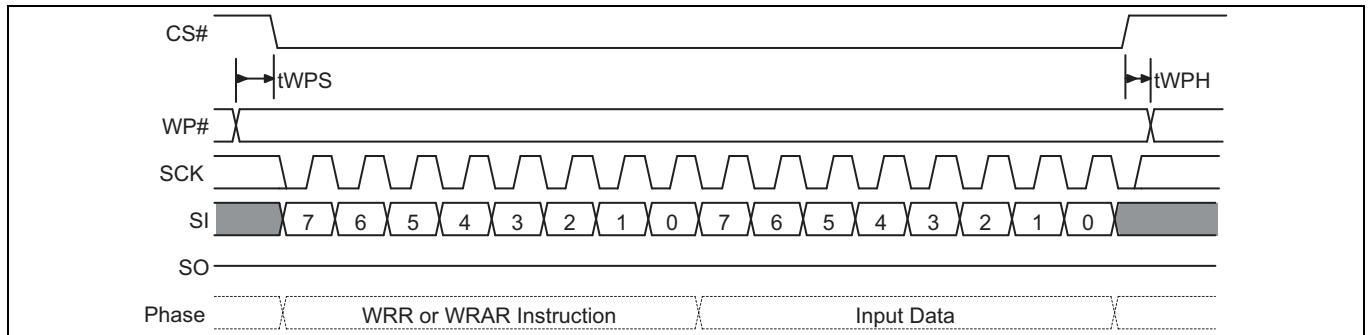 CS#
tWPS
tWPH
WP#
SCK
SI 7 6 5 4 3 2 1 0 7 6 5 4 3 2 1 0
SO
Phase WRR or WRAR Instruction Input Data